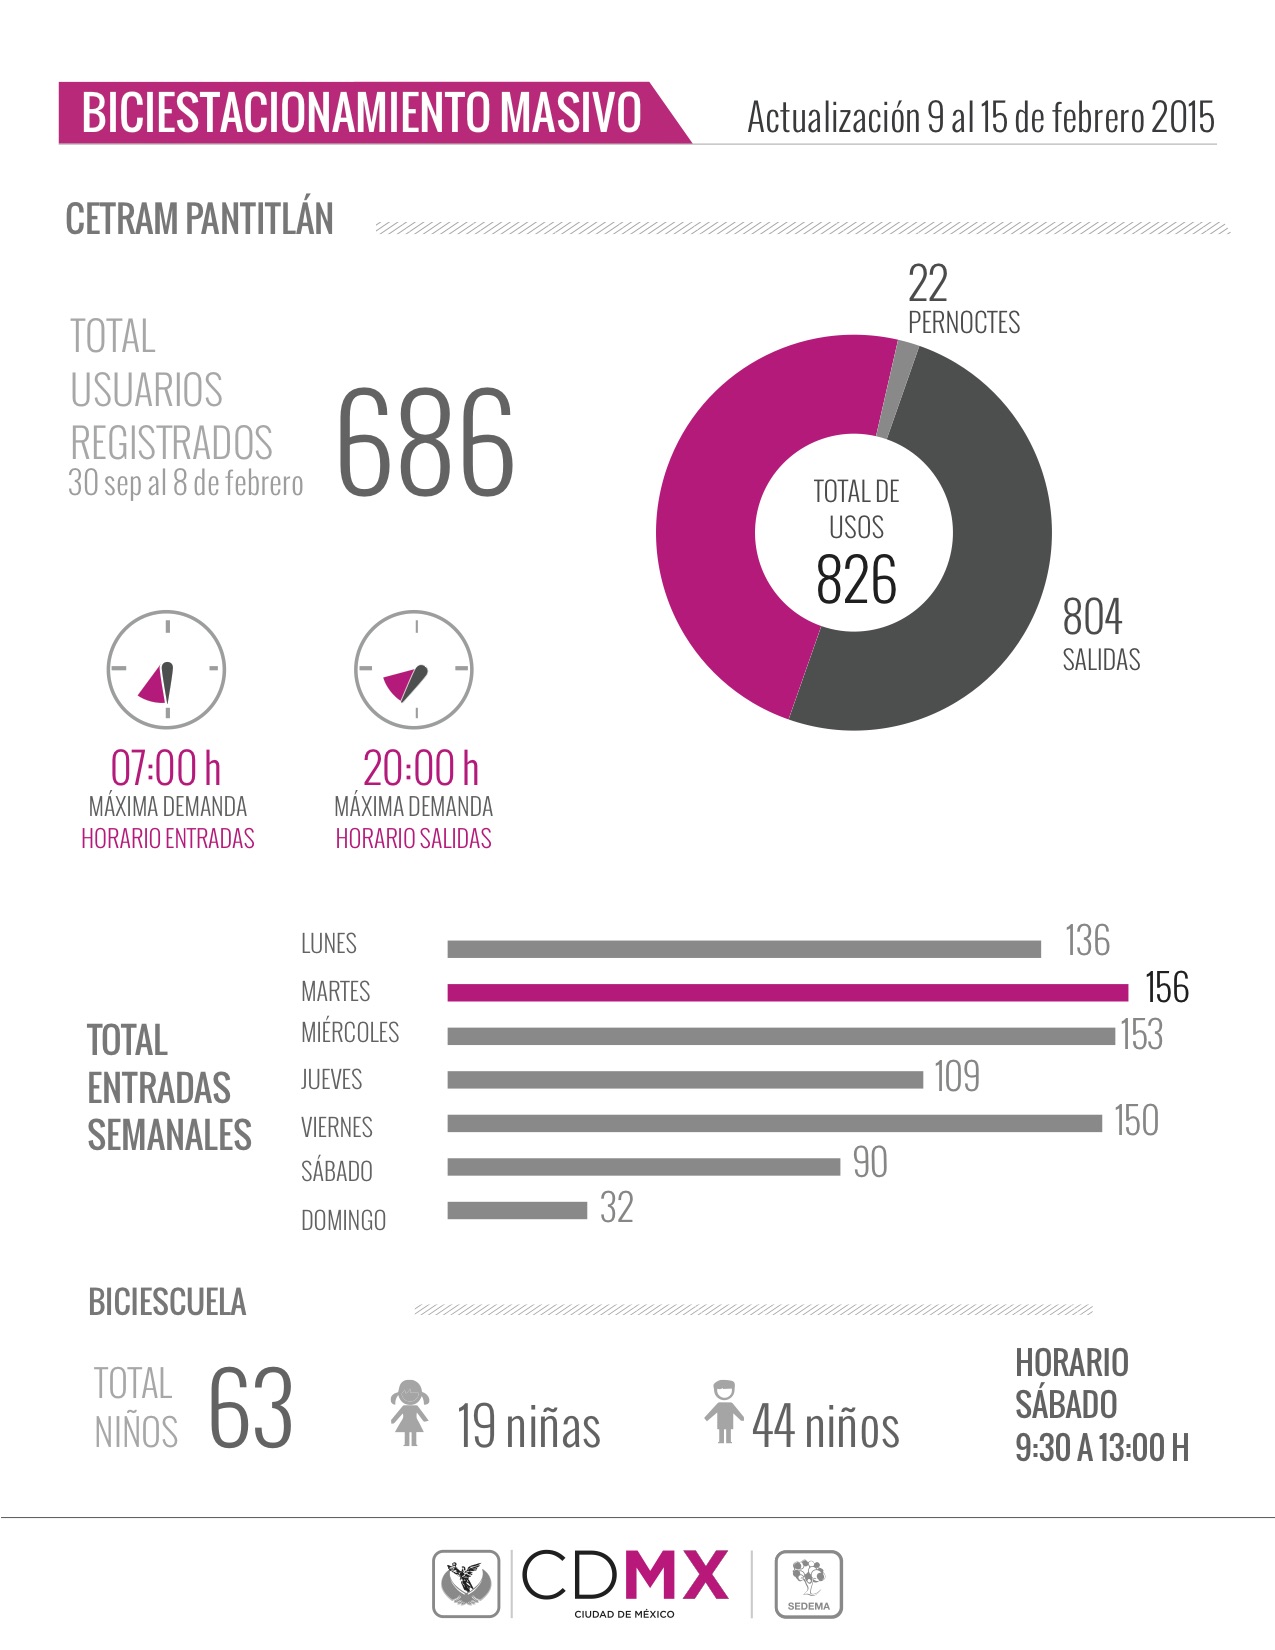 BICIESTACIONAMIENTO MASIVO
Actualización 9 al 15 de febrero 2015
CETRAM PANTITLÁN
TOTAL
USUARIOS
REGISTRADOS
30 sep al 8 de febrero
686
22
PERNOCTES
TOTAL DE
USOS
826
804
SALIDAS
07:00 h
MÁXIMA DEMANDA
HORARIO ENTRADAS
20:00 h
MÁXIMA DEMANDA
HORARIO SALIDAS
TOTAL
ENTRADAS
SEMANALES
LUNES 136
MARTES 156
MIÉRCOLES 153
JUEVES 109
VIERNES 150
SÁBADO 90
DOMINGO 32
BICIESCUELA
TOTAL
NIÑOS
63
19 niñas
44 niños
HORARIO
SÁBADO
9:30 A 13:00 H
CDMX
CIUDAD DE MÉXICO
SEDEMA